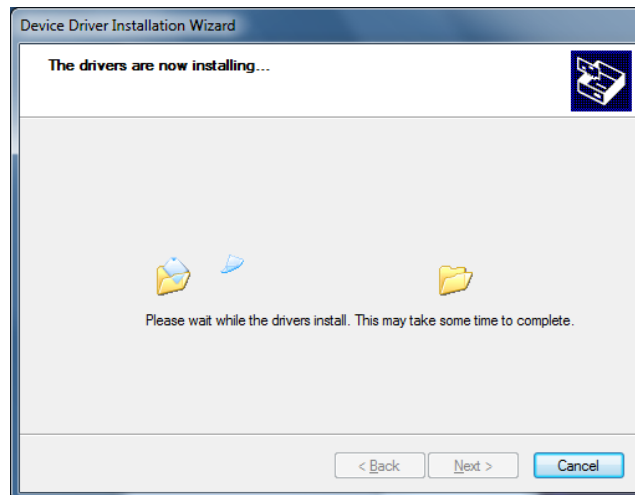 Device Driver Installation Wizard
The drivers are now installing...
Please wait while the drivers install. This may take some time to complete.
< Back
Next >
Cancel